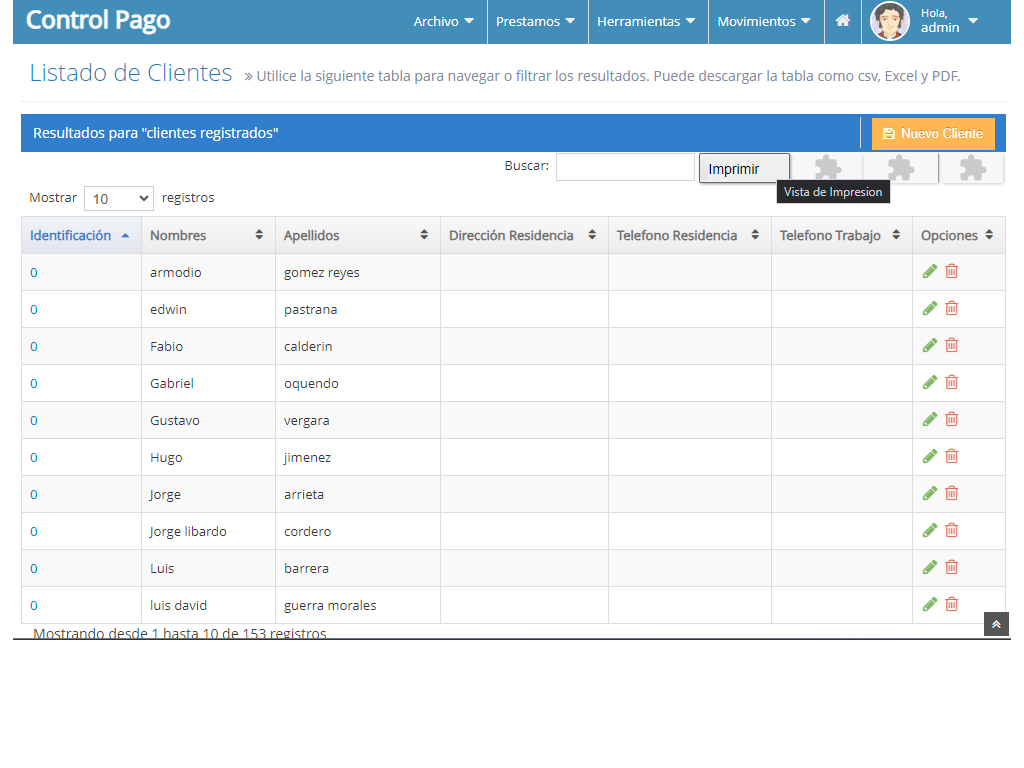 Control Pago
Archivo Prestamos Herramientas Movimientos Hola, admin
Listado de Clientes » Utilice la siguiente tabla para navegar o filtrar los resultados. Puede descargar la tabla como csv, Excel y PDF.
Resultados para "clientes registrados" Nuevo Cliente
Buscar: Imprimir
Vista de Impresion
Mostrar 10 registros
Identificación Nombres Apellidos Dirección Residencia Telefono Residencia Telefono Trabajo Opciones
0 armodio gomez reyes
0 edwin pastrana
0 Fabio calderin
0 Gabriel oquendo
0 Gustavo vergara
0 Hugo jimenez
0 Jorge arrieta
0 Jorge libardo cordero
0 Luis barrera
0 luis david guerra morales
Mostrando desde 1 hasta 10 de 153 registros